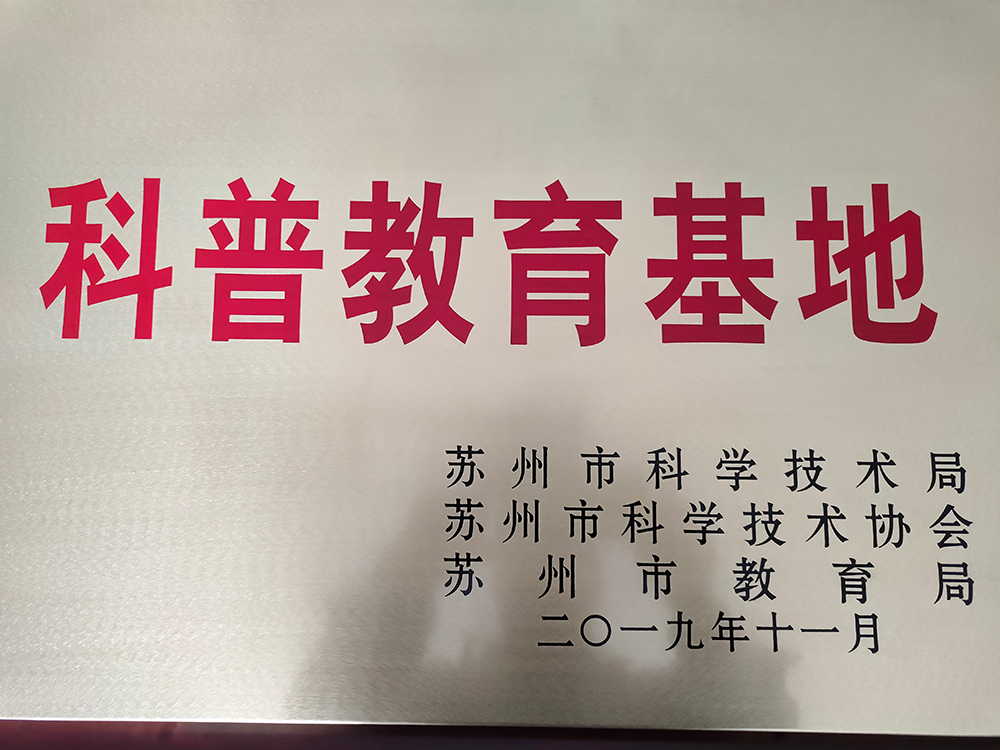 科普教育基地
苏州市科学技术局
苏州市科学技术协会
苏州市教育局
二〇一九年十一月